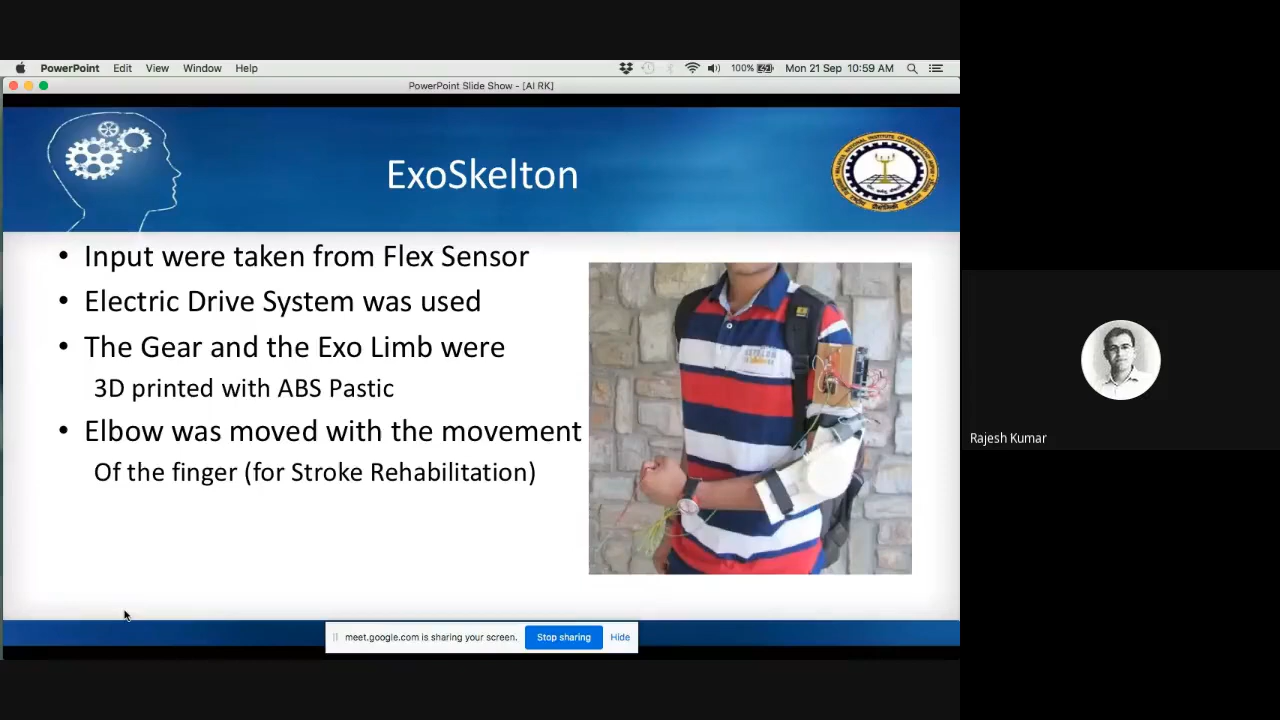 PowerPoint Edit View Window Help 100% Mon 21 Sep 10:59 AM
PowerPoint Slide Show - [AI RK]
ExoSkelton
• Input were taken from Flex Sensor
• Electric Drive System was used
• The Gear and the Exo Limb were
3D printed with ABS Pastic
• Elbow was moved with the movement
Of the finger (for Stroke Rehabilitation)
Rajesh Kumar
meet.google.com is sharing your screen. Stop sharing Hide